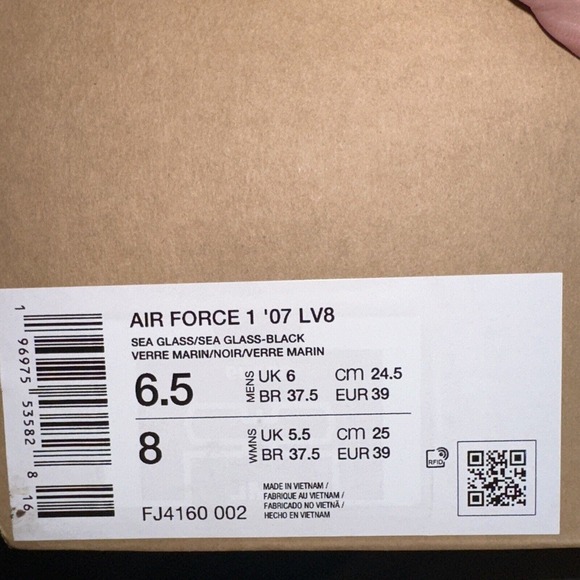 AIR FORCE 1 '07 LV8
SEA GLASS/SEA GLASS-BLACK
VERRE MARIN/NOIR/VERRE MARIN
6.5 MENS UK 6 cm 24.5
BR 37.5 EUR 39
8 WMNS UK 5.5 cm 25
BR 37.5 EUR 39
MADE IN VIETNAM /
FABRIQUE AU VIETNAM /
FABRICADO NO VIETNÃ /
HECHO EN VIETNAM
FJ4160 002
RFID
1 96975 53582 8 16